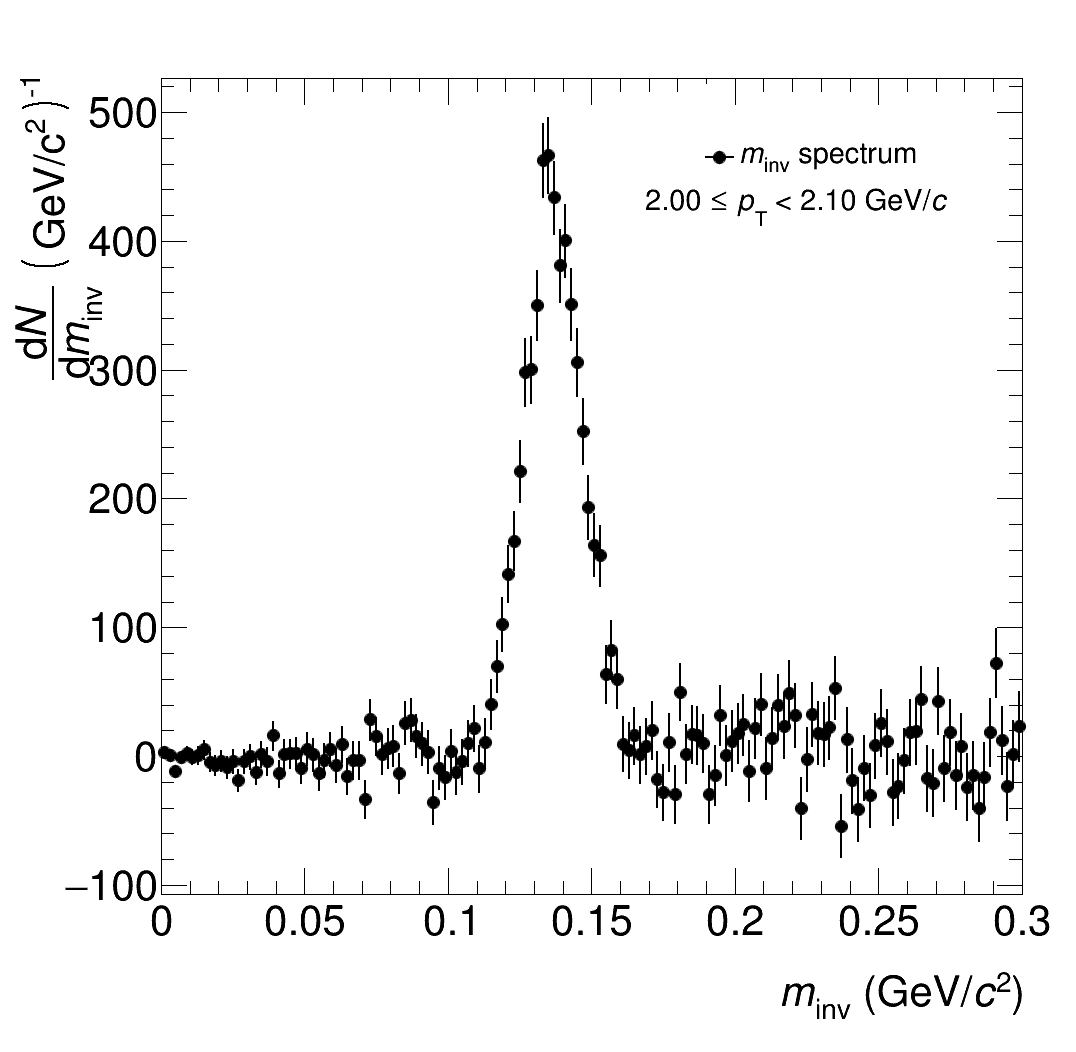 dN
dm_inv (GeV/c²)⁻¹
500
400
300
200
100
0
−100
m_inv spectrum
2.00 ≤ p_T < 2.10 GeV/c
0 0.05 0.1 0.15 0.2 0.25 0.3
m_inv (GeV/c²)